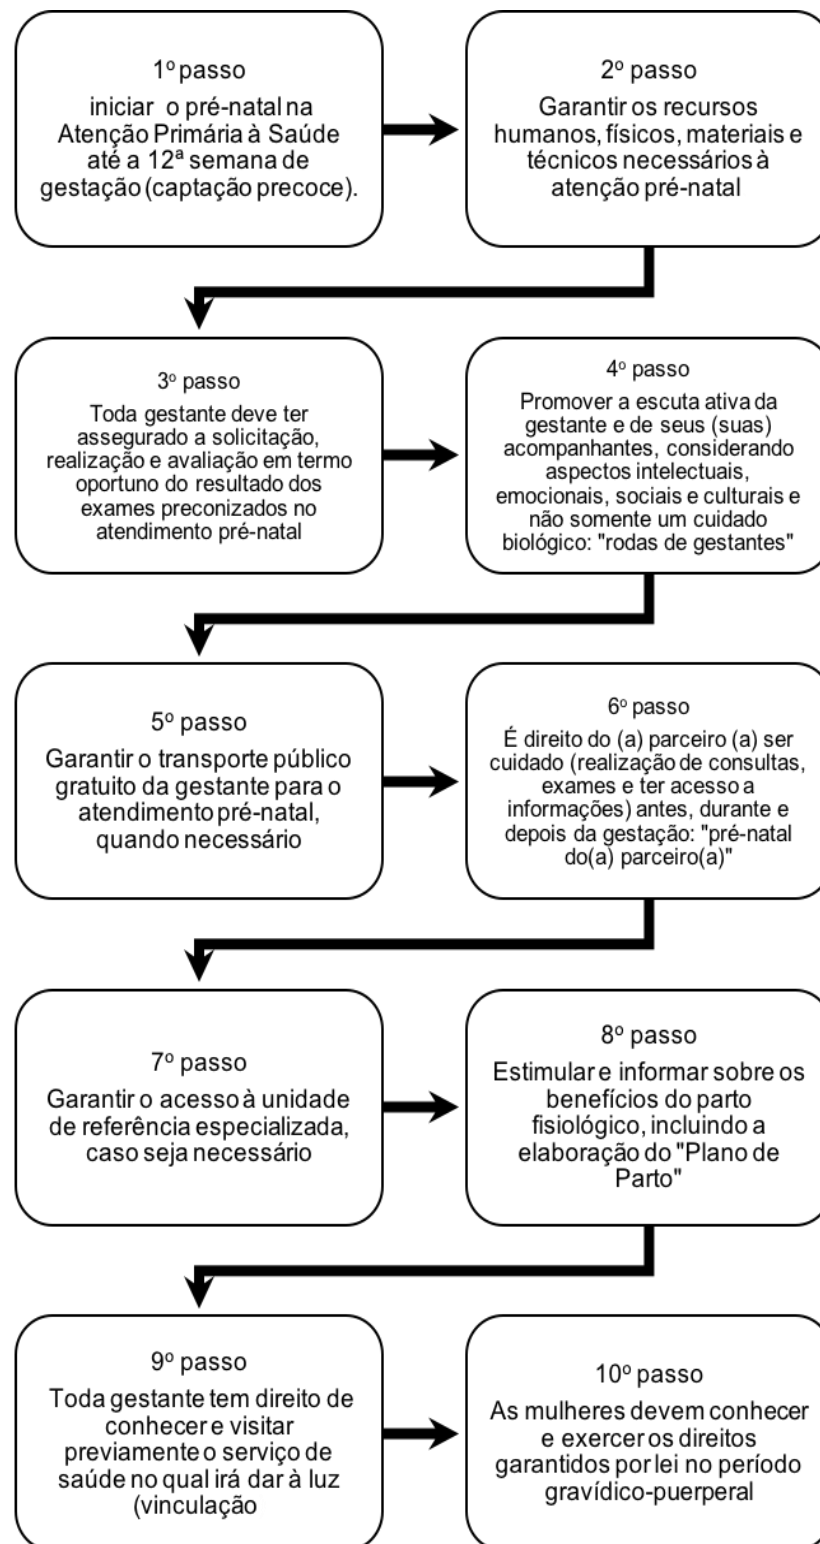 1º passo
iniciar o pré-natal na
Atenção Primária à Saúde
até a 12ª semana de
gestação (captação precoce).
2º passo
Garantir os recursos
humanos, físicos, materiais e
técnicos necessários à
atenção pré-natal
3º passo
Toda gestante deve ter
assegurado a solicitação,
realização e avaliação em termo
oportuno do resultado dos
exames preconizados no
atendimento pré-natal
4º passo
Promover a escuta ativa da
gestante e de seus (suas)
acompanhantes, considerando
aspectos intelectuais,
emocionais, sociais e culturais e
não somente um cuidado
biológico: "rodas de gestantes"
5º passo
Garantir o transporte público
gratuito da gestante para o
atendimento pré-natal,
quando necessário
6º passo
É direito do (a) parceiro (a) ser
cuidado (realização de consultas,
exames e ter acesso a
informações) antes, durante e
depois da gestação: "pré-natal
do(a) parceiro(a)"
7º passo
Garantir o acesso à unidade
de referência especializada,
caso seja necessário
8º passo
Estimular e informar sobre os
benefícios do parto
fisiológico, incluindo a
elaboração do "Plano de
Parto"
9º passo
Toda gestante tem direito de
conhecer e visitar
previamente o serviço de
saúde no qual irá dar à luz
(vinculação
10º passo
As mulheres devem conhecer
e exercer os direitos
garantidos por lei no período
gravídico-puerperal